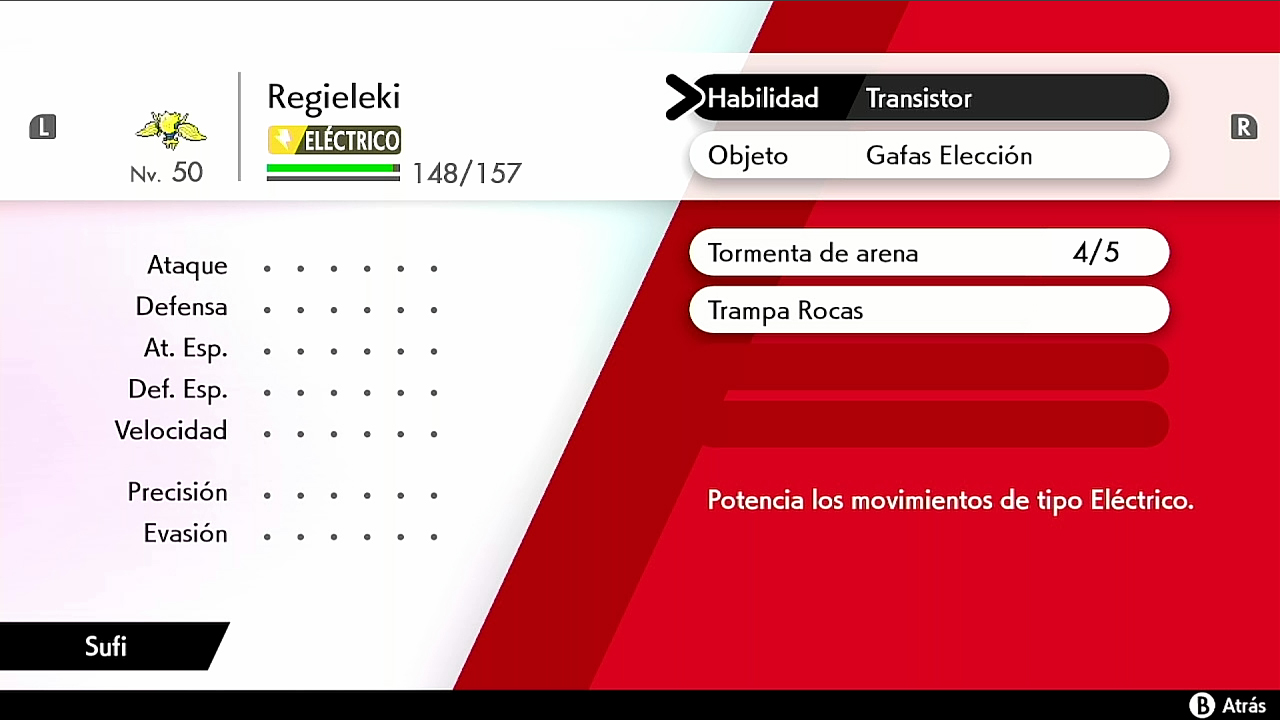 L
Regieleki
ELÉCTRICO
Nv. 50
148/157
Habilidad Transistor
Objeto Gafas Elección
R
Ataque
Defensa
At. Esp.
Def. Esp.
Velocidad
Precisión
Evasión
Tormenta de arena 4/5
Trampa Rocas
Potencia los movimientos de tipo Eléctrico.
Sufi
B Atrás